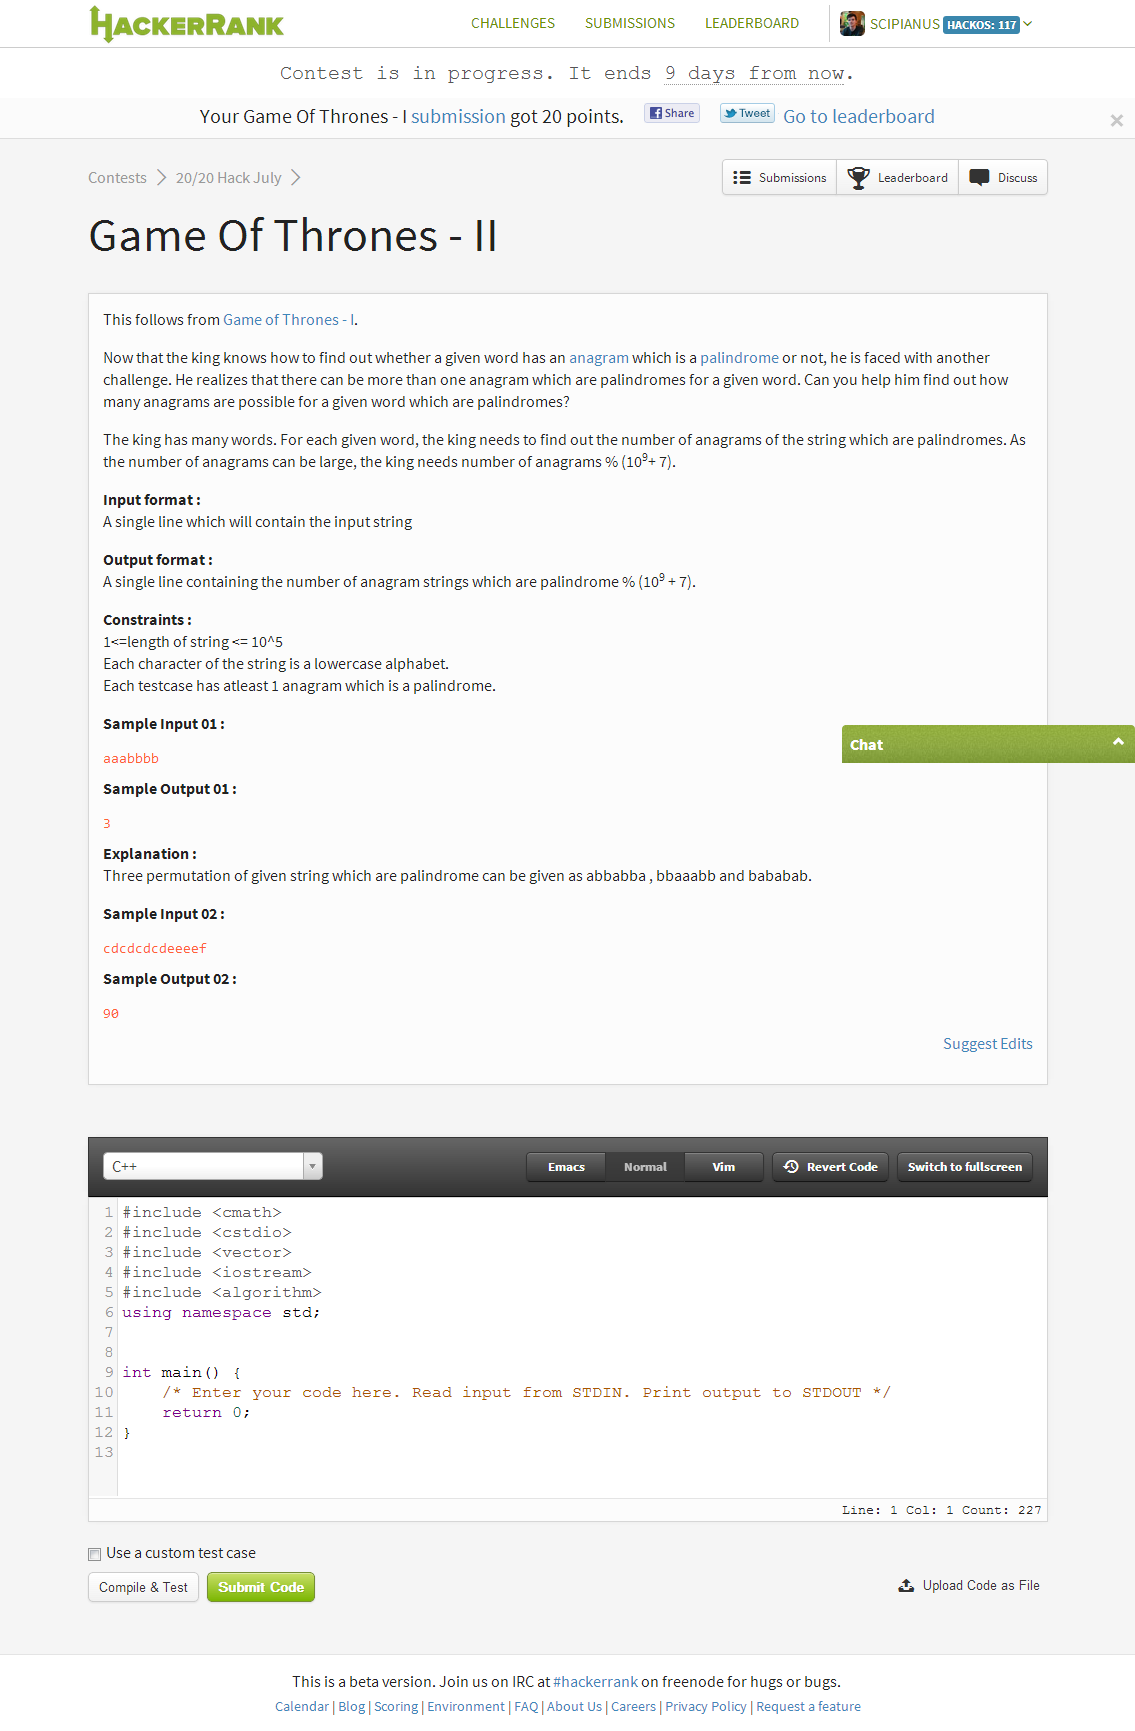 HACKERRANK CHALLENGES SUBMISSIONS LEADERBOARD SCIPIANUS HACKOS: 117
Contest is in progress. It ends 9 days from now.
Your Game Of Thrones - I submission got 20 points. Share Tweet Go to leaderboard ×
Contests 20/20 Hack July Submissions Leaderboard Discuss
Game Of Thrones - II
This follows from Game of Thrones - I.
Now that the king knows how to find out whether a given word has an anagram which is a palindrome or not, he is faced with another
challenge. He realizes that there can be more than one anagram which are palindromes for a given word. Can you help him find out how
many anagrams are possible for a given word which are palindromes?
The king has many words. For each given word, the king needs to find out the number of anagrams of the string which are palindromes. As
the number of anagrams can be large, the king needs number of anagrams % (10⁹+ 7).
Input format :
A single line which will contain the input string
Output format :
A single line containing the number of anagram strings which are palindrome % (10⁹ + 7).
Constraints :
1<=length of string <= 10^5
Each character of the string is a lowercase alphabet.
Each testcase has atleast 1 anagram which is a palindrome.
Sample Input 01 :
Chat
aaabbbb
Sample Output 01 :
3
Explanation :
Three permutation of given string which are palindrome can be given as abbabba , bbaaabb and bababab.
Sample Input 02 :
cdcdcdcdeeeef
Sample Output 02 :
90
Suggest Edits
C++ Emacs Normal Vim Revert Code Switch to fullscreen
1 #include <cmath>
2 #include <cstdio>
3 #include <vector>
4 #include <iostream>
5 #include <algorithm>
6 using namespace std;
7
8
9 int main() {
10     /* Enter your code here. Read input from STDIN. Print output to STDOUT */
11     return 0;
12 }
13
Line: 1 Col: 1 Count: 227
Use a custom test case
Compile & Test Submit Code Upload Code as File
This is a beta version. Join us on IRC at #hackerrank on freenode for hugs or bugs.
Calendar | Blog | Scoring | Environment | FAQ | About Us | Careers | Privacy Policy | Request a feature